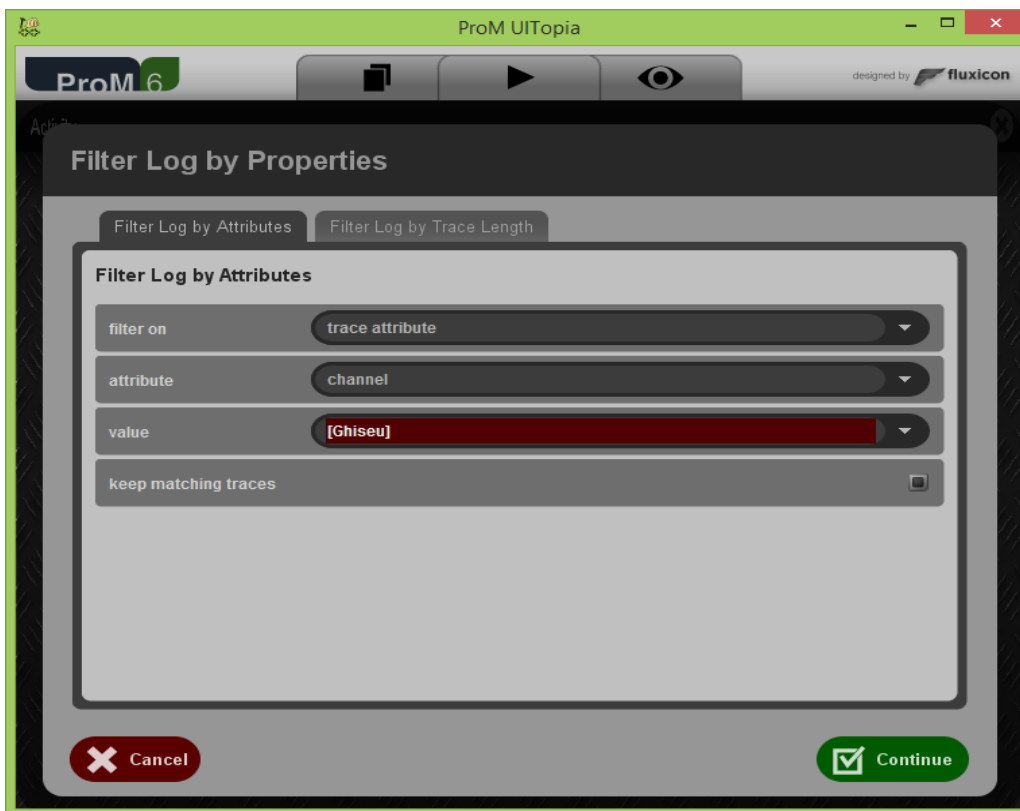 ProM UITopia
ProM 6
designed by fluxicon
Activity
Filter Log by Properties
Filter Log by Attributes
Filter Log by Trace Length
Filter Log by Attributes
filter on
trace attribute
attribute
channel
value
[Ghiseu]
keep matching traces
Cancel
Continue